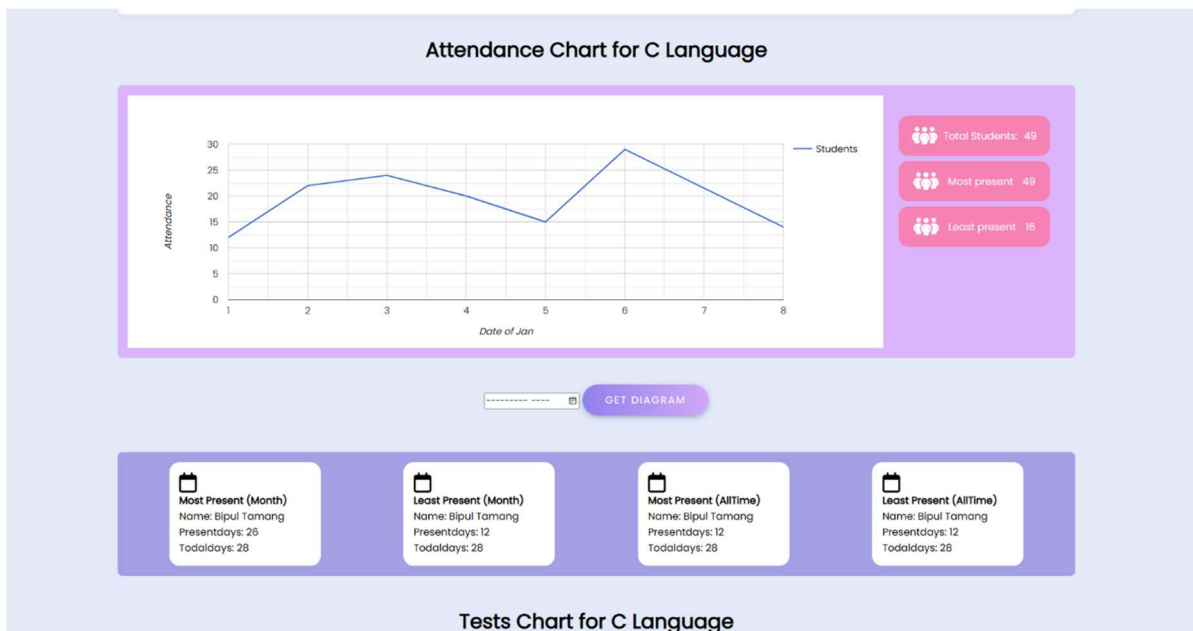 Attendance Chart for C Language
30
25
20
15
10
5
0
Attendance
1 2 3 4 5 6 7 8
Date of Jan
Students
Total Students: 49
Most present 49
Least present 16
--------- ----
GET DIAGRAM
Most Present (Month)
Name: Bipul Tamang
Presentdays: 26
Todaldays: 28
Least Present (Month)
Name: Bipul Tamang
Presentdays: 12
Todaldays: 28
Most Present (AllTime)
Name: Bipul Tamang
Presentdays: 12
Todaldays: 28
Least Present (AllTime)
Name: Bipul Tamang
Presentdays: 12
Todaldays: 28
Tests Chart for C Language